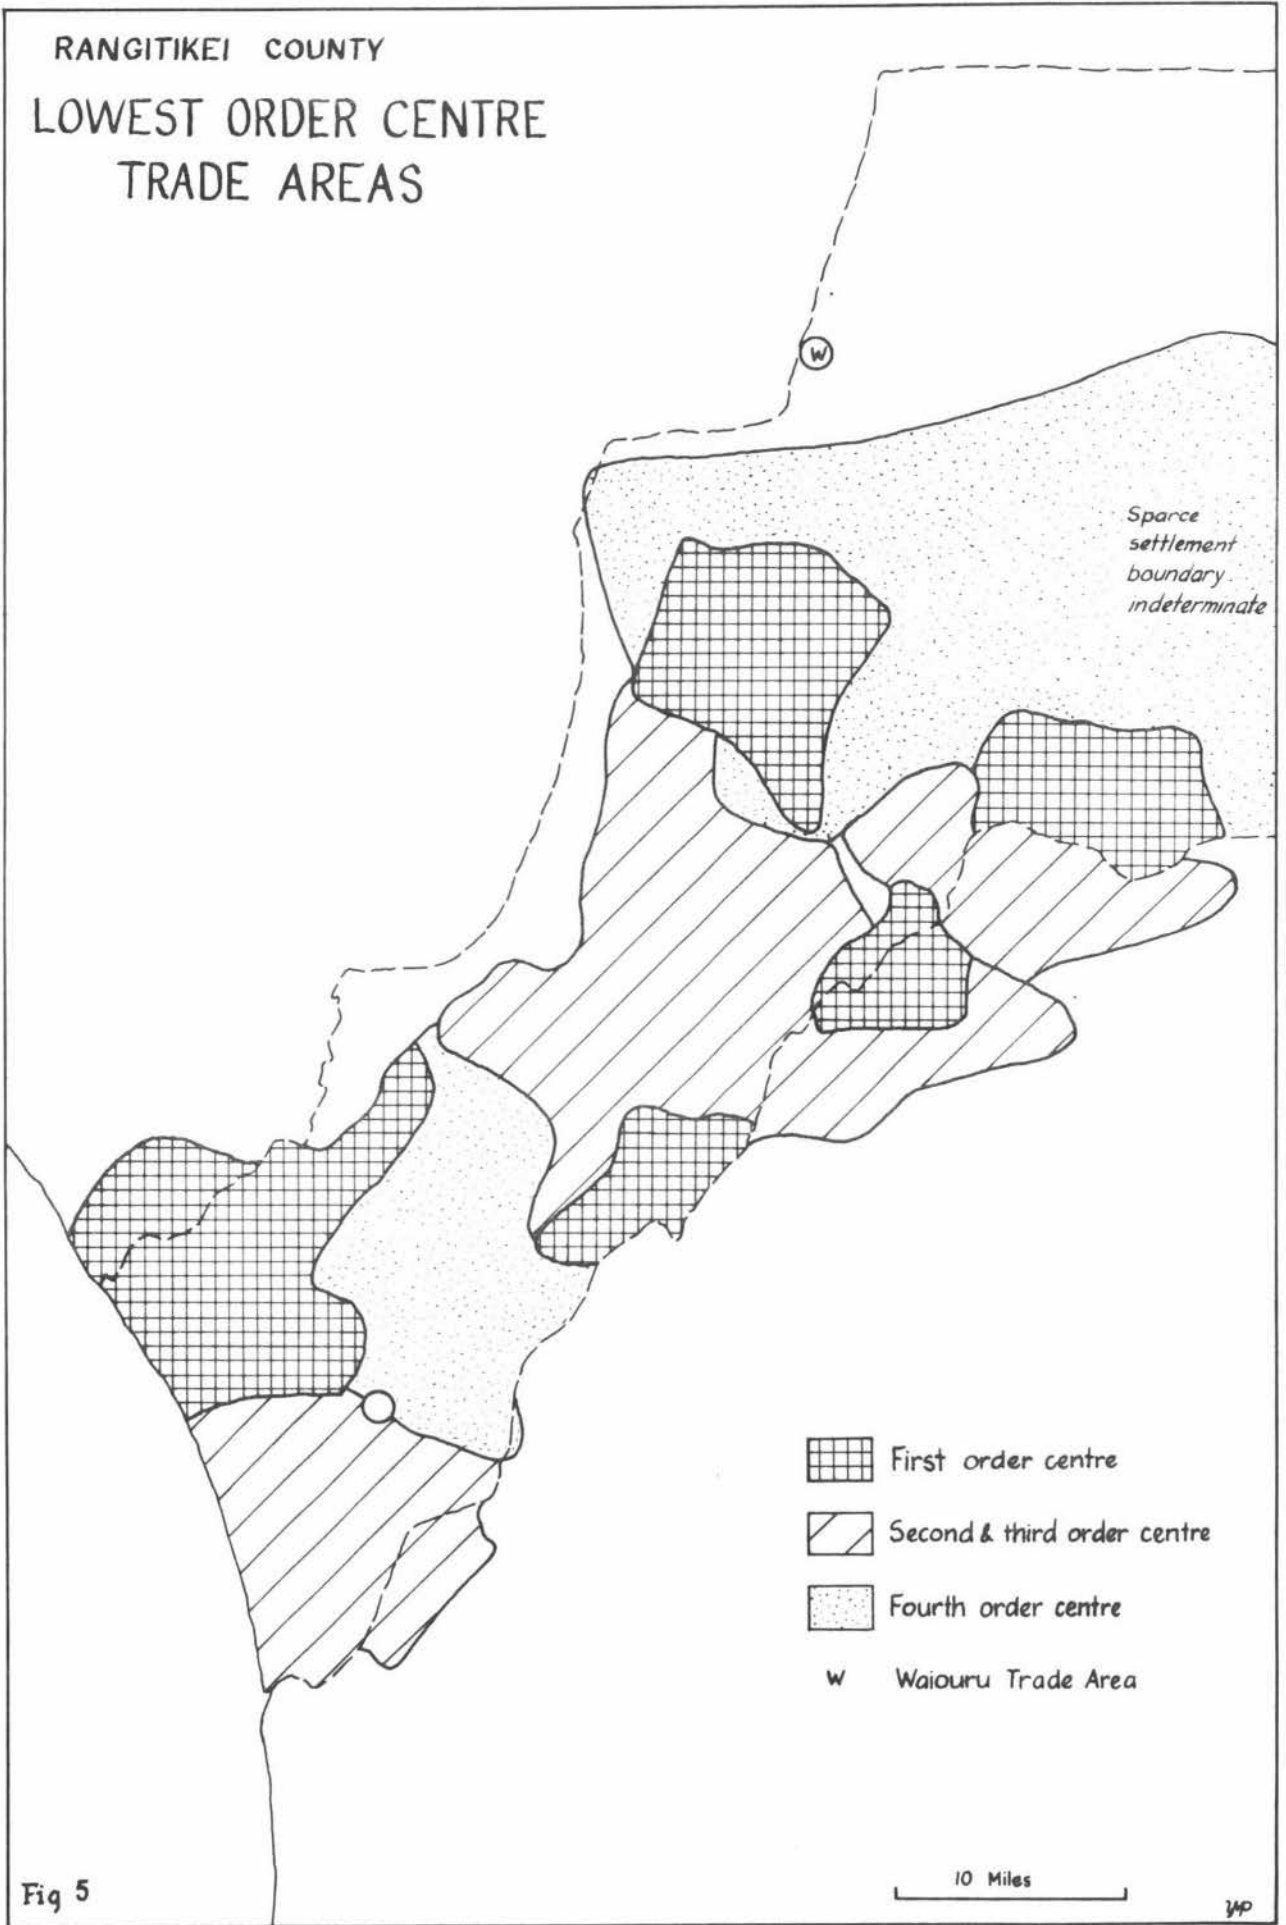 RANGITIKEI COUNTY
LOWEST ORDER CENTRE
TRADE AREAS
W
Sparce
settlement
boundary
indeterminate
First order centre
Second & third order centre
Fourth order centre
W Waiouru Trade Area
10 Miles
Fig 5